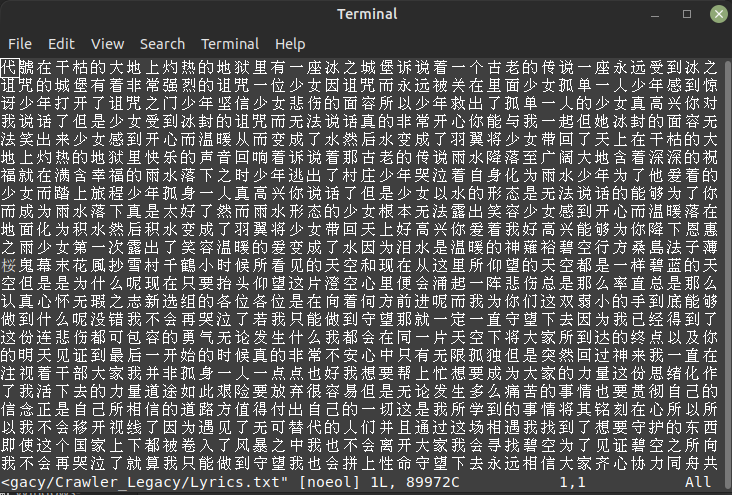 Terminal
File Edit View Search Terminal Help
代號在干枯的大地上灼热的地狱里有一座冰之城堡诉说着一个古老的传说一座永远受到冰之
诅咒的城堡有着非常强烈的诅咒一位少女因诅咒而永远被关在里面少女孤单一人少年感到惊
讶少年打开了诅咒之门少年坚信少女悲伤的面容所以少年救出了孤单一人的少女真高兴你对
我说话了但是少女受到冰封的诅咒而无法说话真的非常开心你能与我一起但她冰封的面容无
法笑出来少女感到开心而温暖从而变成了水然后水变成了羽翼将少女带回了天上在干枯的大
地上灼热的地狱里快乐的声音回响着诉说着那古老的传说雨水降落至广阔大地含着深深的祝
福就在满含幸福的雨水落下之时少年逃出了村庄少年哭泣着自身化为雨水少年为了他爱着的
少女而踏上旅程少年孤身一人真高兴你说话了但是少女以水的形态是无法说话的能够为了你
而成为雨水落下真是太好了然而雨水形态的少女根本无法露出笑容少女感到开心而温暖落在
地面化为积水然后积水变成了羽翼将少女带回天上好高兴你爱着我好高兴能够为你降下恩惠
之雨少女第一次露出了笑容温暖的爱变成了水因为泪水是温暖的神薙裕碧空行方桑島法子薄
桜鬼幕末花風抄雪村千鶴小时候所看见的天空和现在从这里所仰望的天空都是一样碧蓝的天
空但是是为什么呢现在只要抬头仰望这片澄空心里便会涌起一阵悲伤总是那么率直总是那么
认真心怀无瑕之志新选组的各位各位是在向着何方前进呢而我为你们这双弱小的手到底能够
做到什么呢没错我不会再哭泣了若我只能做到守望那就一定一直守望下去因为我已经得到了
这份连悲伤都可包容的勇气无论发生什么我都会在同一片天空下将大家所到达的终点以及你
的明天见证到最后一开始的时候真的非常不安心中只有无限孤独但是突然回过神来我一直在
注视着干部大家我并非孤身一人一点点也好我想要帮上忙想要成为大家的力量这份思绪化作
了我活下去的力量道途如此艰险要放弃很容易但是无论发生多么痛苦的事情也要贯彻自己的
信念正是自己所相信的道路方值得付出自己的一切这是我所学到的事情将其铭刻在心所以所
以我不会移开视线了因为遇见了无可替代的人们并且通过这场相遇我找到了想要守护的东西
即使这个国家上下都被卷入了风暴之中我也不会离开大家我会寻找碧空为了见证碧空之所向
我不会再哭泣了就算我只能做到守望我也会拼上性命守望下去永远相信大家齐心协力同舟共
<gacy/Crawler_Legacy/Lyrics.txt" [noeol] 1L, 89972C 1,1 All